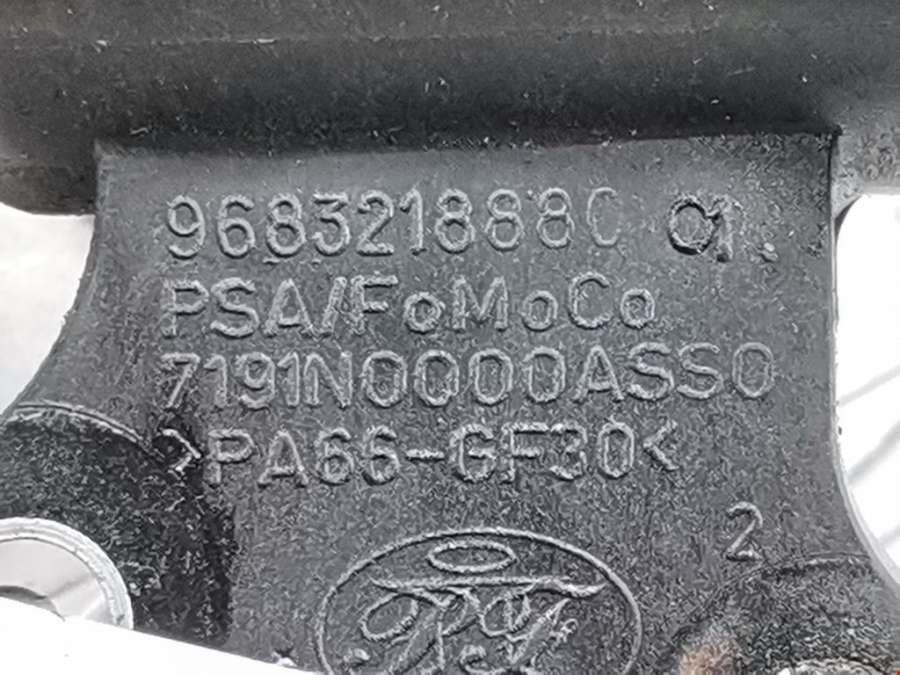 9683218880 01
PSA/FoMoCo
7191N0000ASS0
>PA66-GF30<
2